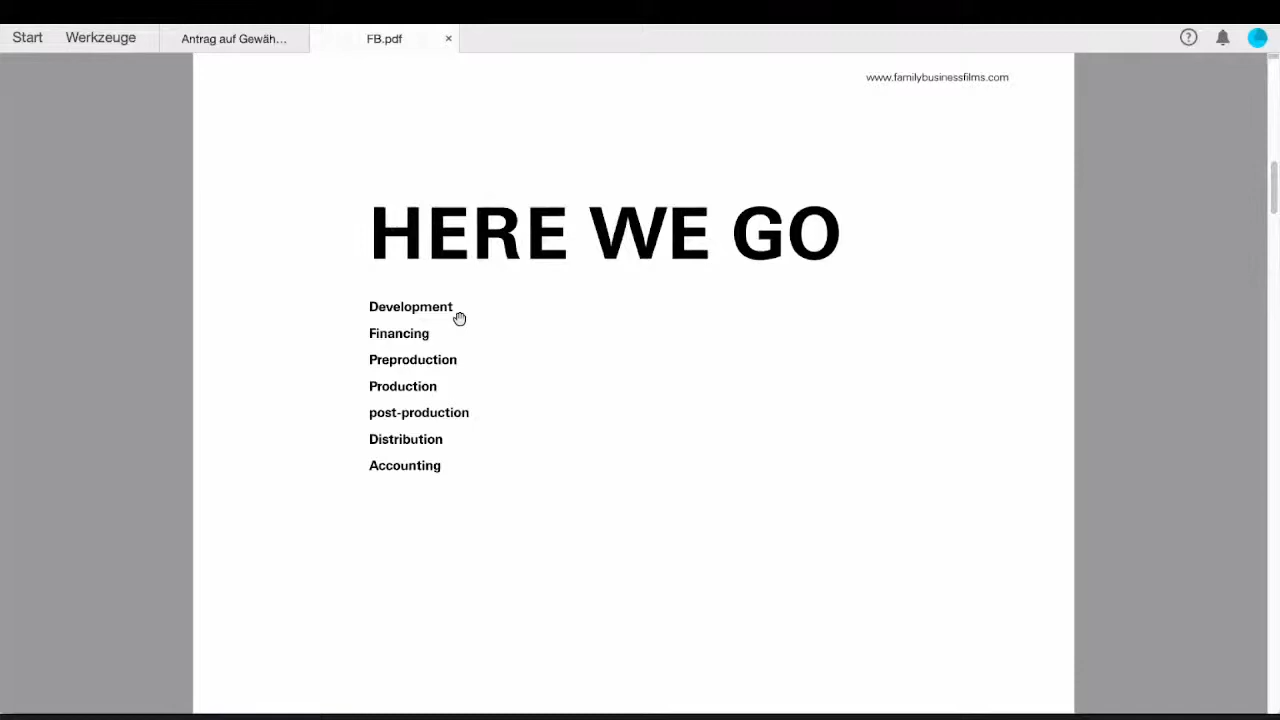 Start Werkzeuge Antrag auf Gewäh... FB.pdf ×
www.familybusinessfilms.com
HERE WE GO
Development
Financing
Preproduction
Production
post-production
Distribution
Accounting